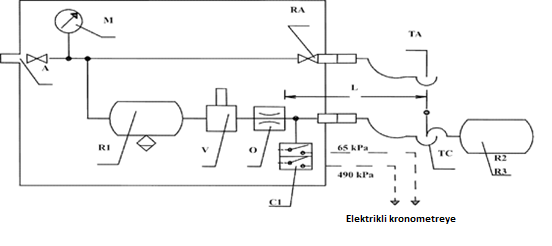 M
RA
TA
A
L
R1
V
O
65 kPa
TC
R2
R3
490 kPa
C1
Elektrikli kronometreye